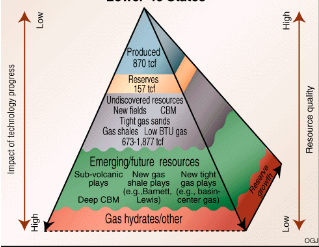 Lower-48 States
Low
High
Impact of technology progress
Resource quality
Produced
870 tcf
Reserves
157 tcf
Undiscovered resources
New fields CBM
Tight gas sands
Gas shales Low BTU gas
673-1,877 tcf
Emerging/future resources
Sub-volcanic
plays
Deep CBM
New gas
shale plays
(e.g., Barnett,
Lewis)
New tight
gas plays
(e.g., basin-
center gas)
Reserve
growth
Gas hydrates/other
High
Low
OGJ